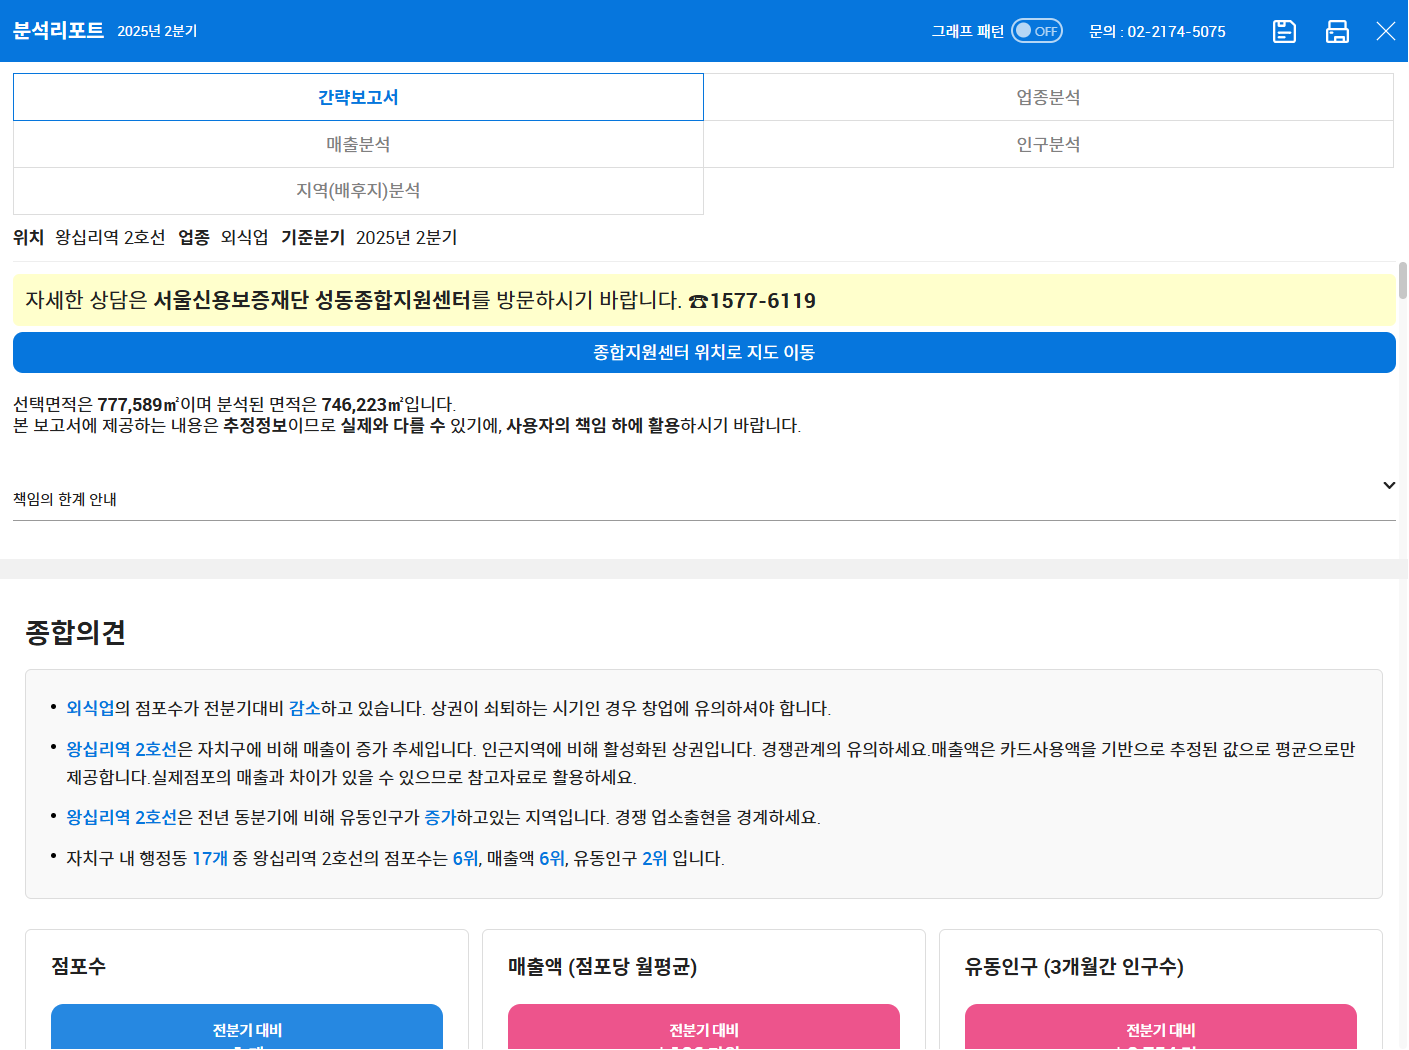 분석리포트 2025년 2분기 그래프 패턴 OFF 문의 : 02-2174-5075
간략보고서 업종분석
매출분석 인구분석
지역(배후지)분석
위치 왕십리역 2호선 업종 외식업 기준분기 2025년 2분기
자세한 상담은 서울신용보증재단 성동종합지원센터를 방문하시기 바랍니다. ☎1577-6119
종합지원센터 위치로 지도 이동
선택면적은 777,589㎡이며 분석된 면적은 746,223㎡입니다.
본 보고서에 제공하는 내용은 추정정보이므로 실제와 다를 수 있기에, 사용자의 책임 하에 활용하시기 바랍니다.
책임의 한계 안내
종합의견
• 외식업의 점포수가 전분기대비 감소하고 있습니다. 상권이 쇠퇴하는 시기인 경우 창업에 유의하셔야 합니다.
• 왕십리역 2호선은 자치구에 비해 매출이 증가 추세입니다. 인근지역에 비해 활성화된 상권입니다. 경쟁관계의 유의하세요.매출액은 카드사용액을 기반으로 추정된 값으로 평균으로만
제공합니다.실제점포의 매출과 차이가 있을 수 있으므로 참고자료로 활용하세요.
• 왕십리역 2호선은 전년 동분기에 비해 유동인구가 증가하고있는 지역입니다. 경쟁 업소출현을 경계하세요.
• 자치구 내 행정동 17개 중 왕십리역 2호선의 점포수는 6위, 매출액 6위, 유동인구 2위 입니다.
점포수 매출액 (점포당 월평균) 유동인구 (3개월간 인구수)
전분기 대비 전분기 대비 전분기 대비